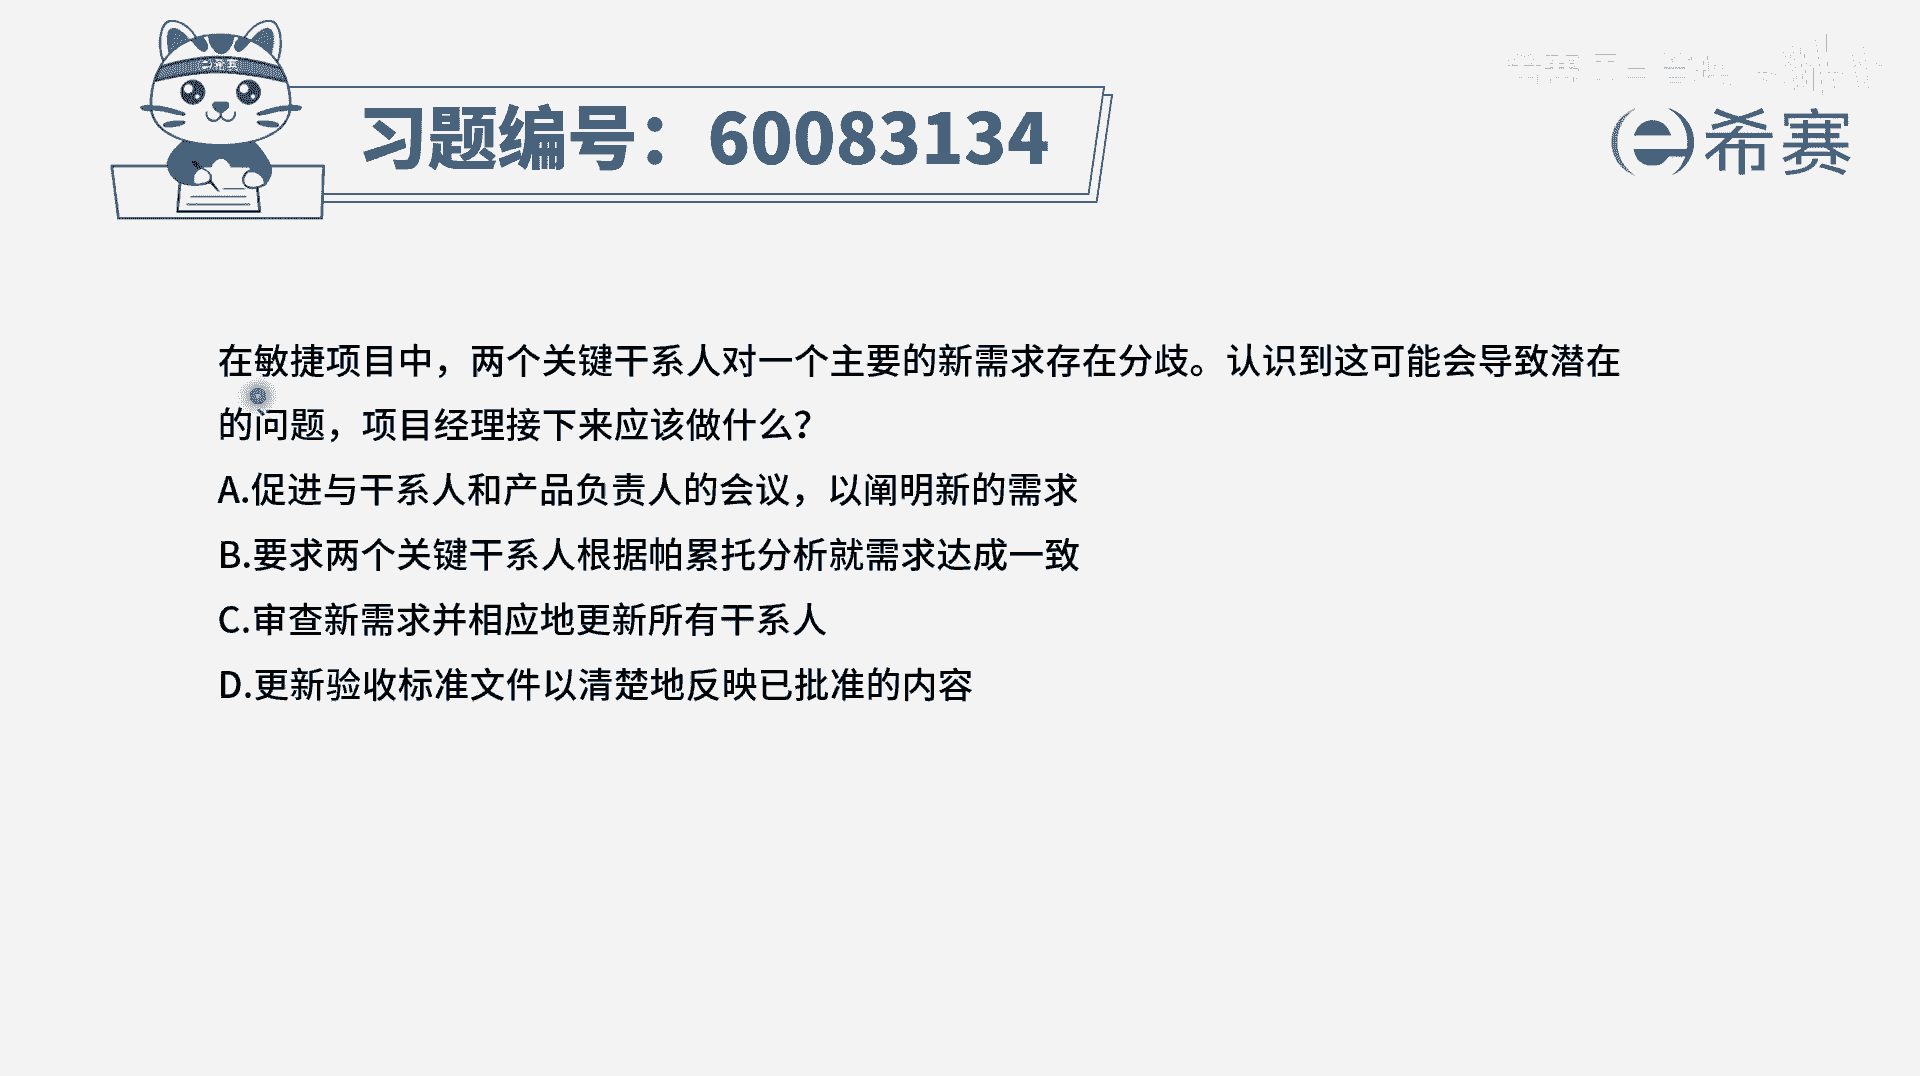 习题编号：60083134
希赛
希赛
在敏捷项目中，两个关键干系人对一个主要的新需求存在分歧。认识到这可能会导致潜在
的问题，项目经理接下来应该做什么？
A.促进与干系人和产品负责人的会议，以阐明新的需求
B.要求两个关键干系人根据帕累托分析就需求达成一致
C.审查新需求并相应地更新所有干系人
D.更新验收标准文件以清楚地反映已批准的内容